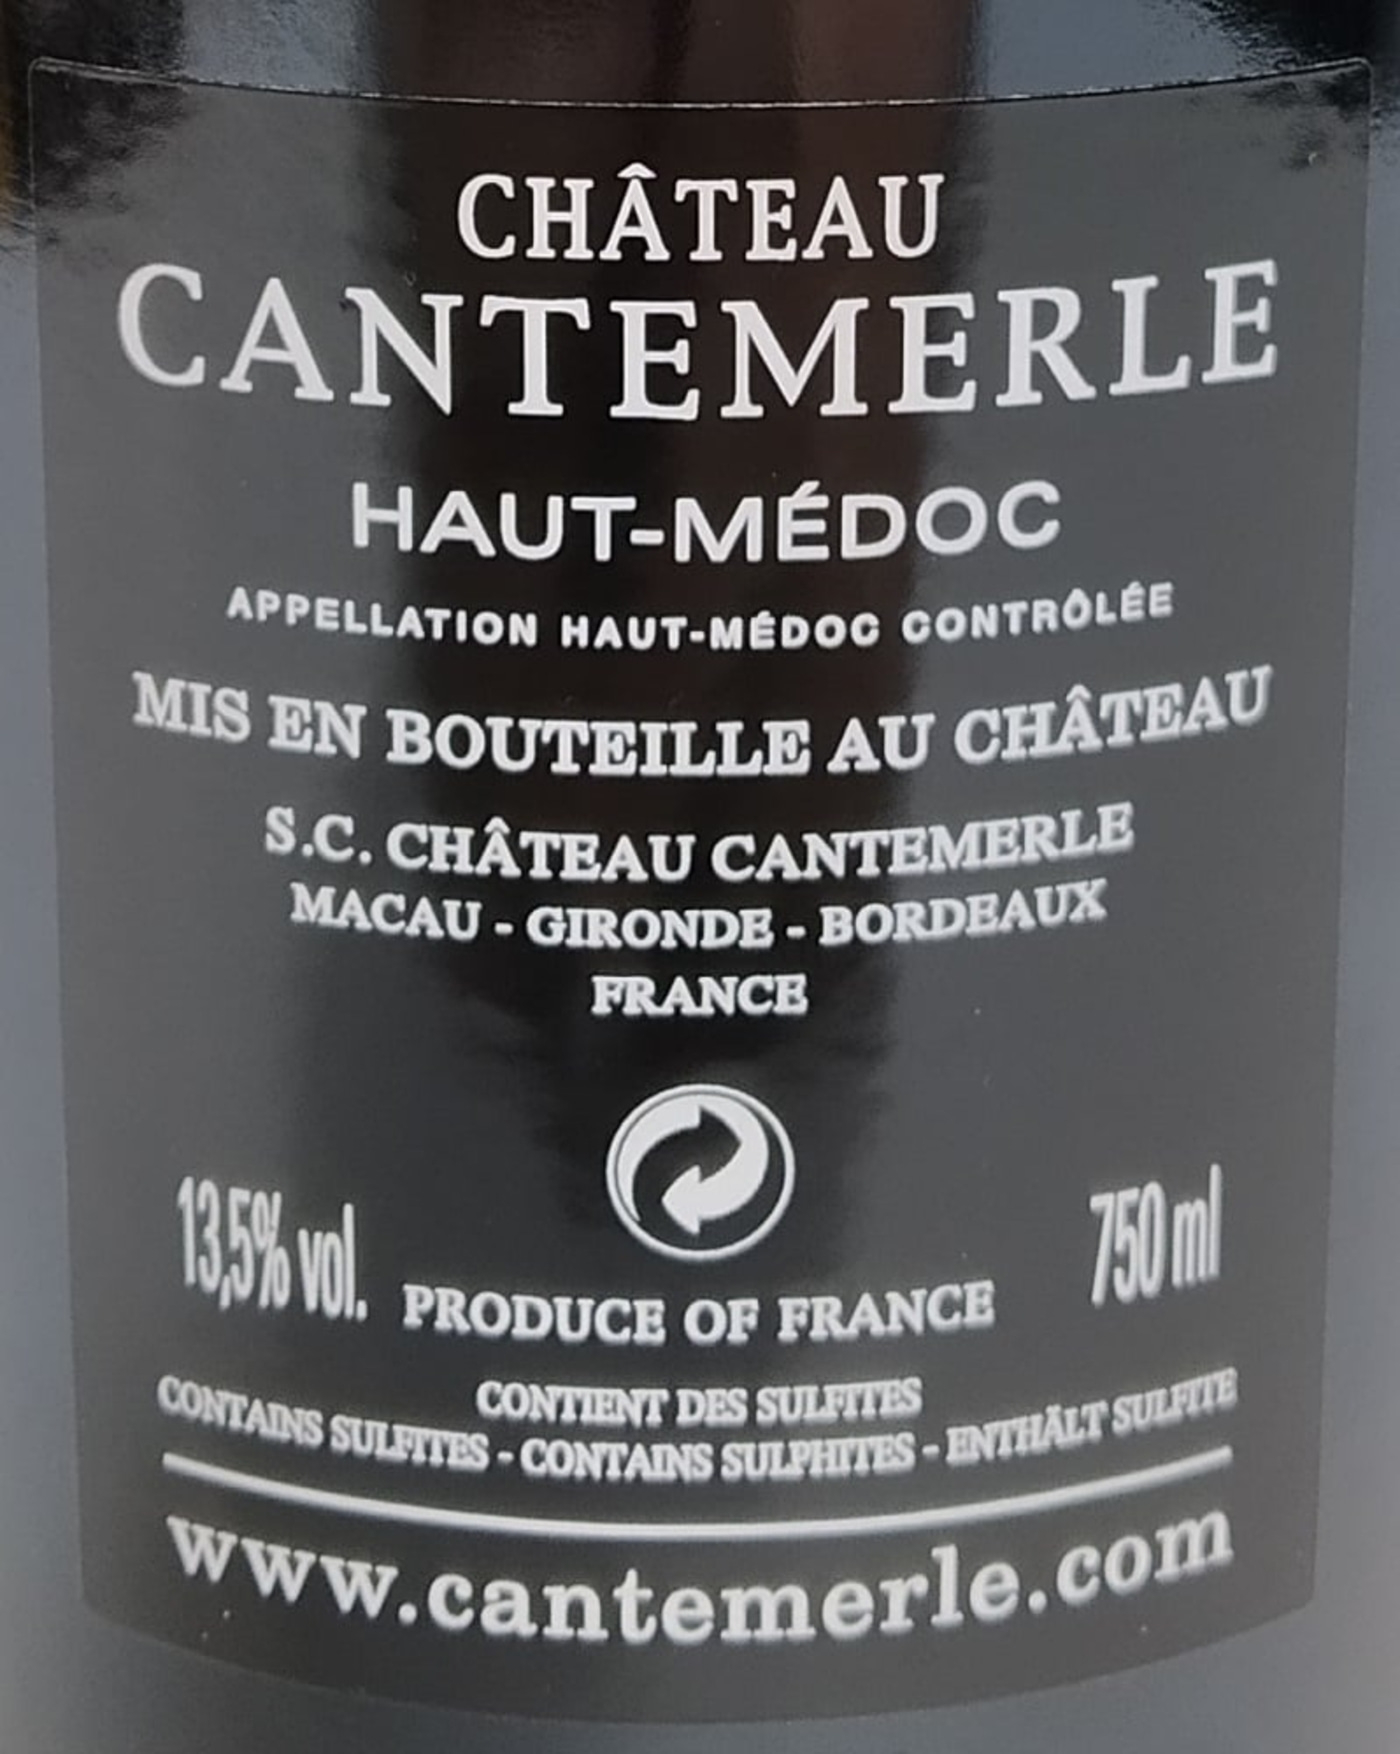 CHÂTEAU
CANTEMERLE
HAUT-MÉDOC
APPELLATION HAUT-MÉDOC CONTRÔLÉE
MIS EN BOUTEILLE AU CHÂTEAU
S.C. CHÂTEAU CANTEMERLE
MACAU - GIRONDE - BORDEAUX
FRANCE
13,5% vol.
750 ml
PRODUCE OF FRANCE
CONTIENT DES SULFITES
CONTAINS SULFITES - CONTAINS SULPHITES - ENTHÄLT SULFITE
www.cantemerle.com